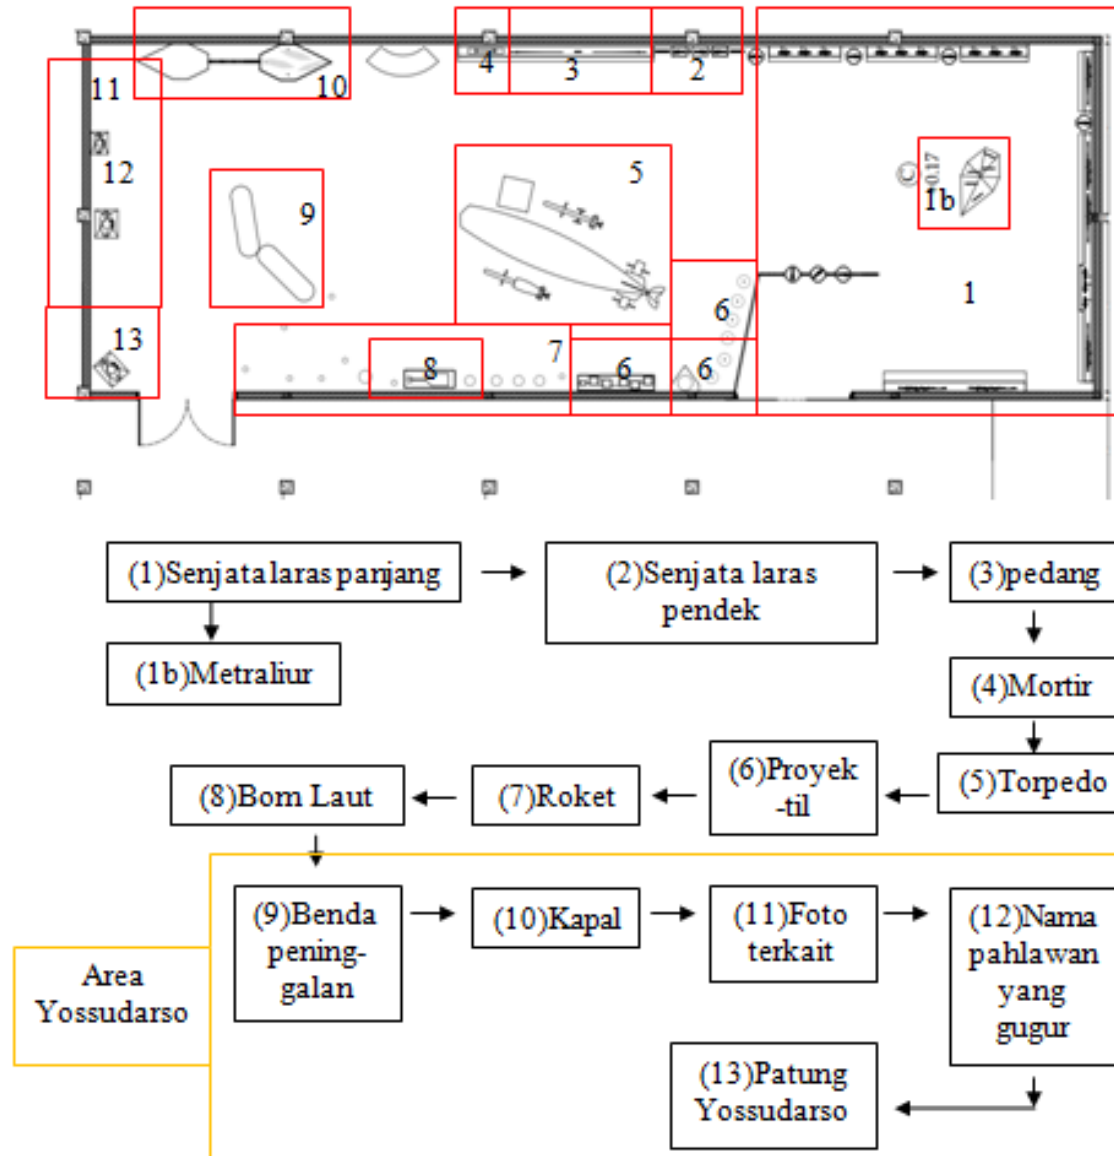 11
10
4
3
2
12
5
0.17
1b
9
1
6
13
7
8
6
6
(1)Senjata laras panjang
(2)Senjata laras
pendek
(3)pedang
(1b)Metraliur
(4)Mortir
(8)Bom Laut
(7)Roket
(6)Proyek
-til
(5)Torpedo
(9)Benda
pening-
galan
(10)Kapal
(11)Foto
terkait
(12)Nama
pahlawan
yang
gugur
Area
Yossudarso
(13)Patung
Yossudarso